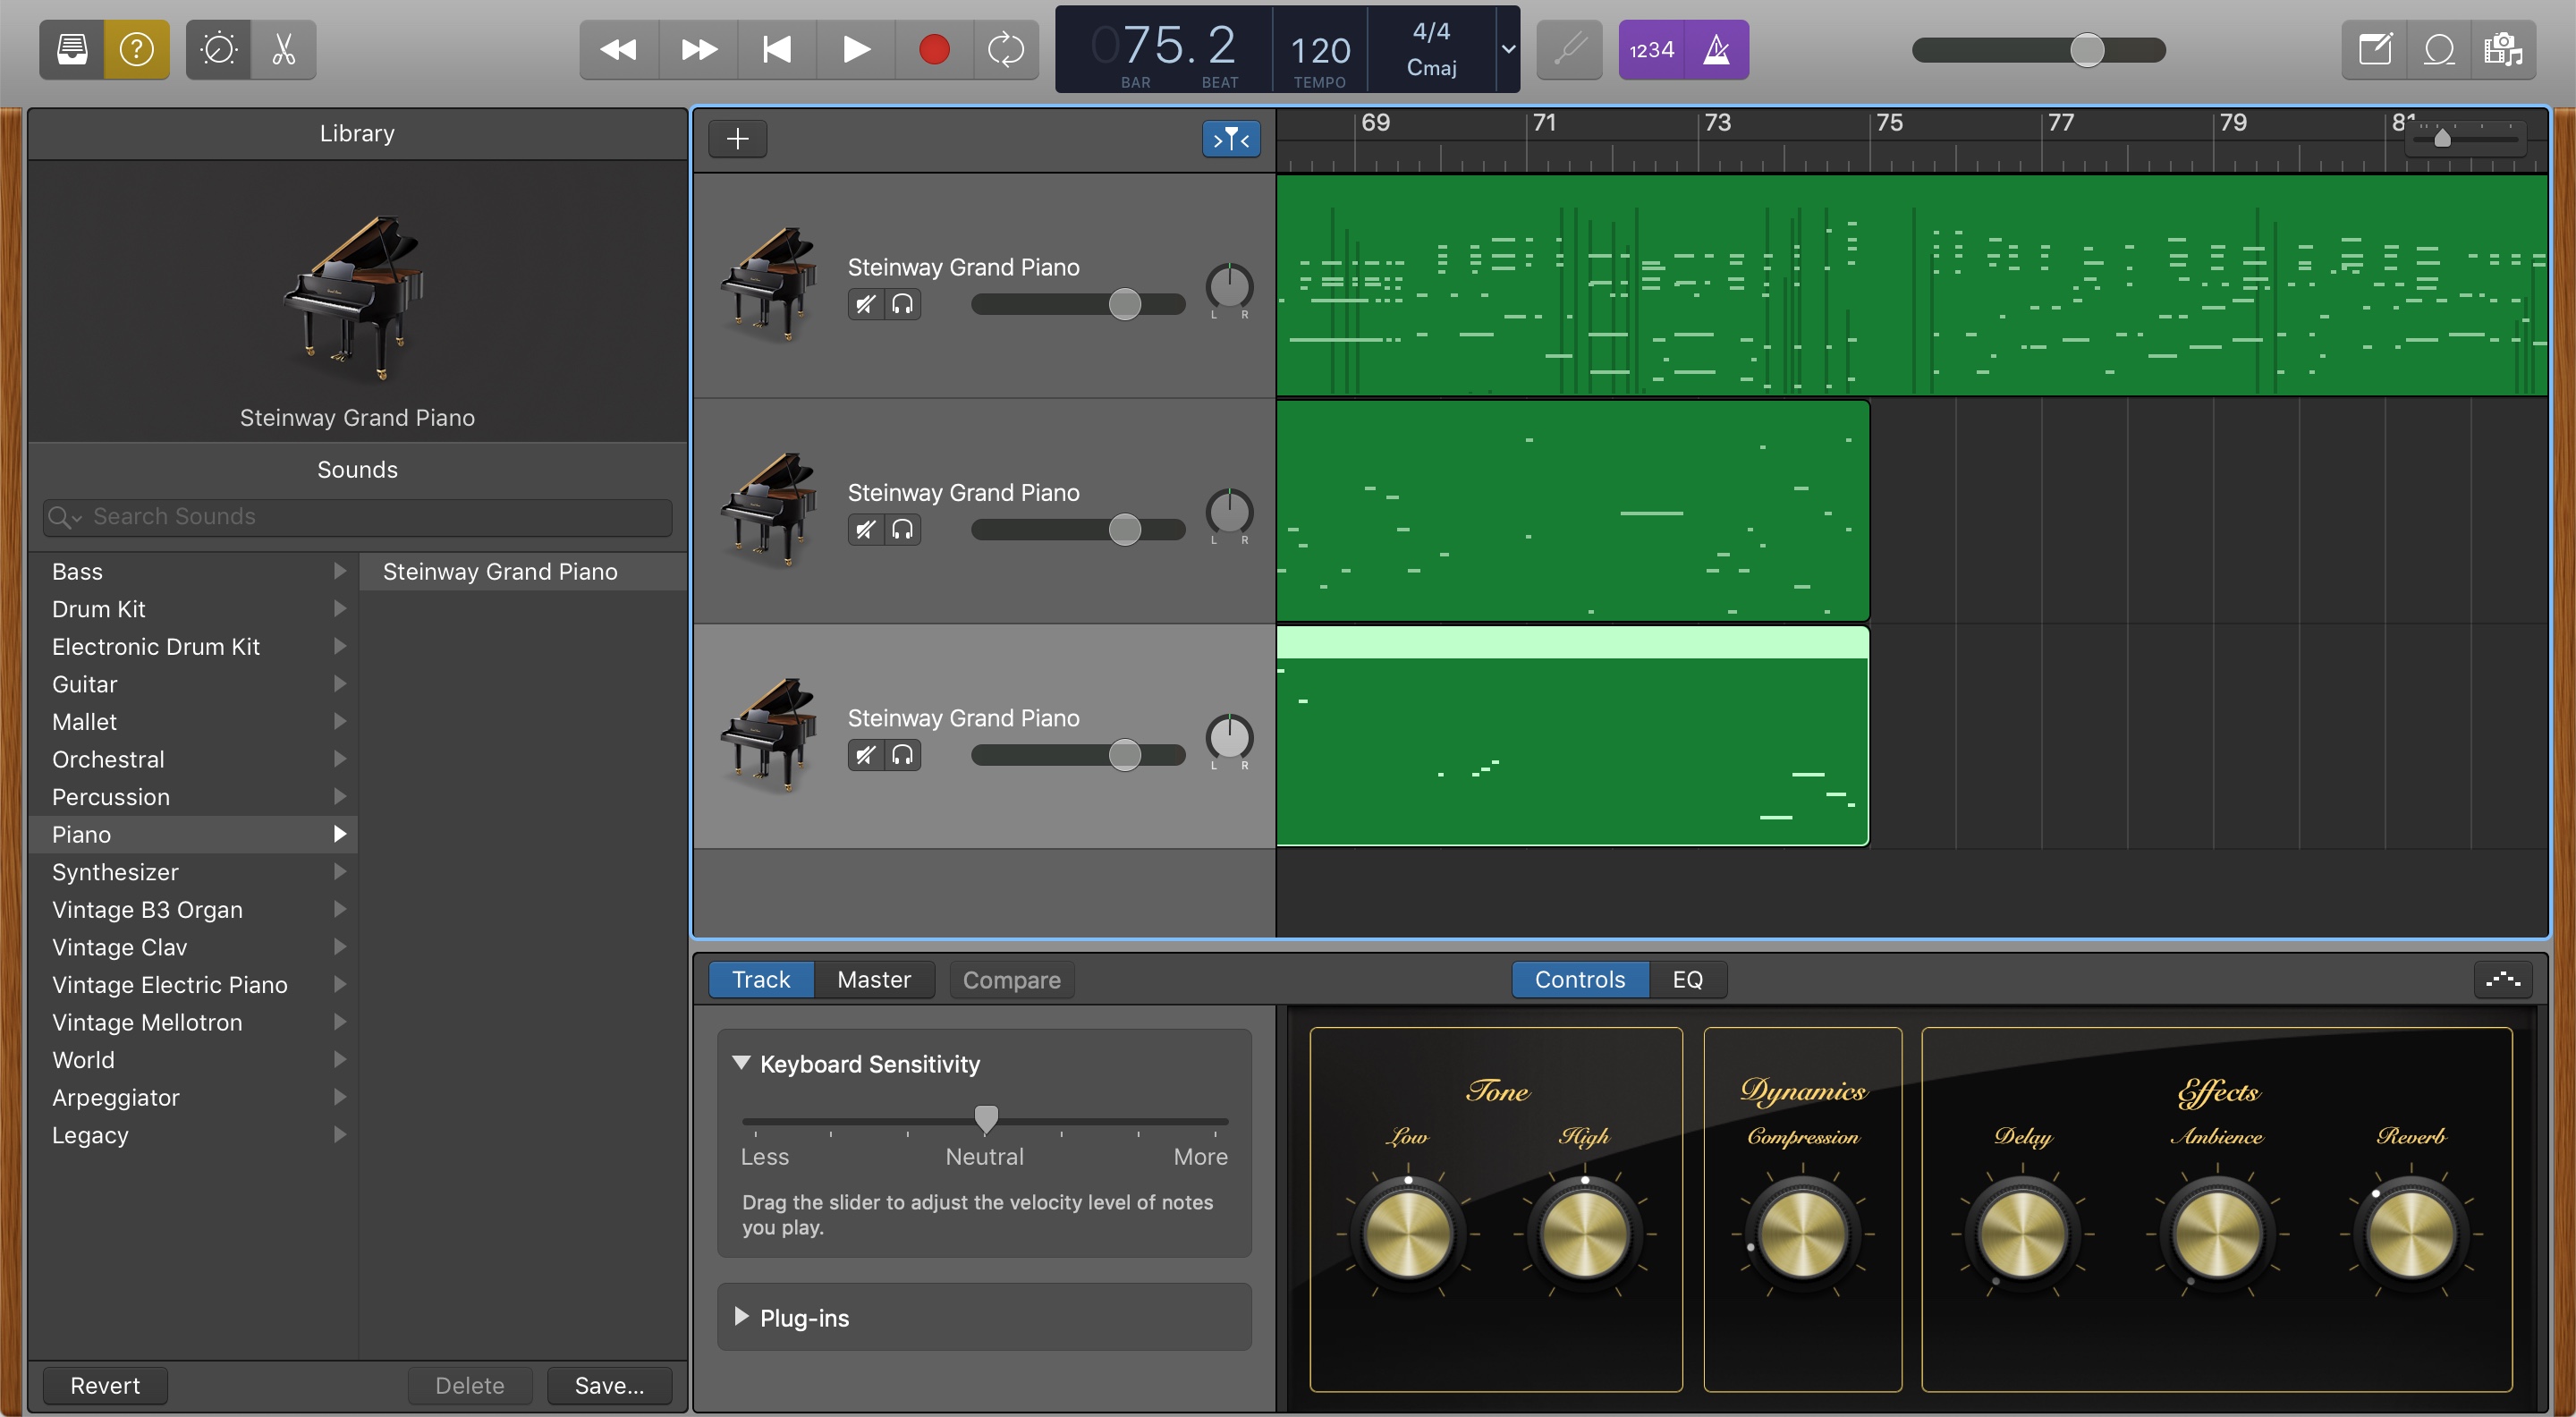 075.2
BAR
BEAT
120
TEMPO
4/4
Cmaj
1234
Library
Steinway Grand Piano
Sounds
Search Sounds
Bass
Drum Kit
Electronic Drum Kit
Guitar
Mallet
Orchestral
Percussion
Piano
Synthesizer
Vintage B3 Organ
Vintage Clav
Vintage Electric Piano
Vintage Mellotron
World
Arpeggiator
Legacy
Steinway Grand Piano
Revert
Delete
Save...
69 71 73 75 77 79 81
Steinway Grand Piano
L R
Steinway Grand Piano
L R
Steinway Grand Piano
L R
Track
Master
Compare
Controls
EQ
Keyboard Sensitivity
Less
Neutral
More
Drag the slider to adjust the velocity level of notes
you play.
Plug-ins
Tone
Low
High
Dynamics
Compression
Effects
Delay
Ambience
Reverb